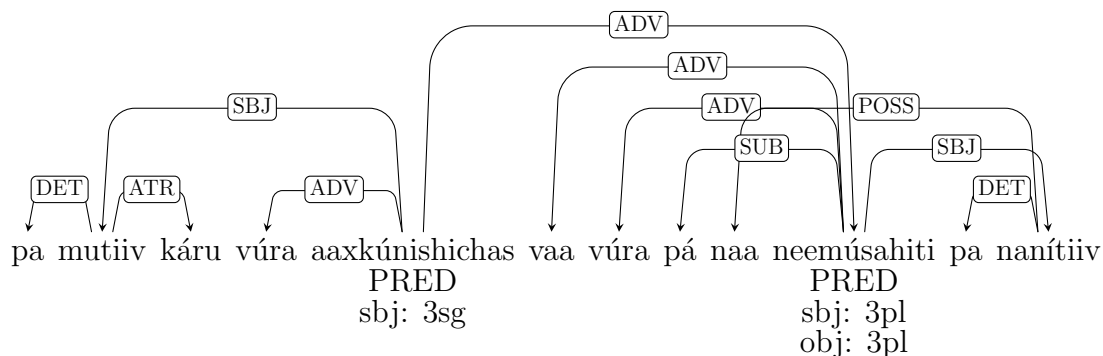 ADV
ADV
SBJ ADV POSS
SUB SBJ
DET ATR ADV DET
pa mutiiv káru vúra aaxkúnishichas vaa vúra pá naa neemúsahiti pa nanítiiv
PRED PRED
sbj: 3sg sbj: 3pl
obj: 3pl